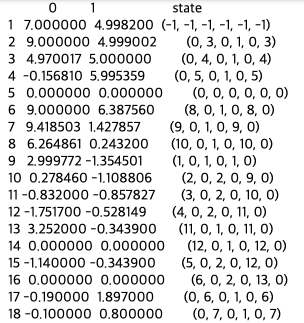 0 1 state
1 7.000000 4.998200 (-1, -1, -1, -1, -1, -1)
2 9.000000 4.999002 (0, 3, 0, 1, 0, 3)
3 4.970017 5.000000 (0, 4, 0, 1, 0, 4)
4 -0.156810 5.995359 (0, 5, 0, 1, 0, 5)
5 0.000000 0.000000 (0, 0, 0, 0, 0, 0)
6 9.000000 6.387560 (8, 0, 1, 0, 8, 0)
7 9.418503 1.427857 (9, 0, 1, 0, 9, 0)
8 6.264861 0.243200 (10, 0, 1, 0, 10, 0)
9 2.999772 -1.354501 (1, 0, 1, 0, 1, 0)
10 0.278460 -1.108806 (2, 0, 2, 0, 9, 0)
11 -0.832000 -0.857827 (3, 0, 2, 0, 10, 0)
12 -1.751700 -0.528149 (4, 0, 2, 0, 11, 0)
13 3.252000 -0.343900 (11, 0, 1, 0, 11, 0)
14 0.000000 0.000000 (12, 0, 1, 0, 12, 0)
15 -1.140000 -0.343900 (5, 0, 2, 0, 12, 0)
16 0.000000 0.000000 (6, 0, 2, 0, 13, 0)
17 -0.190000 1.897000 (0, 6, 0, 1, 0, 6)
18 -0.100000 0.800000 (0, 7, 0, 1, 0, 7)